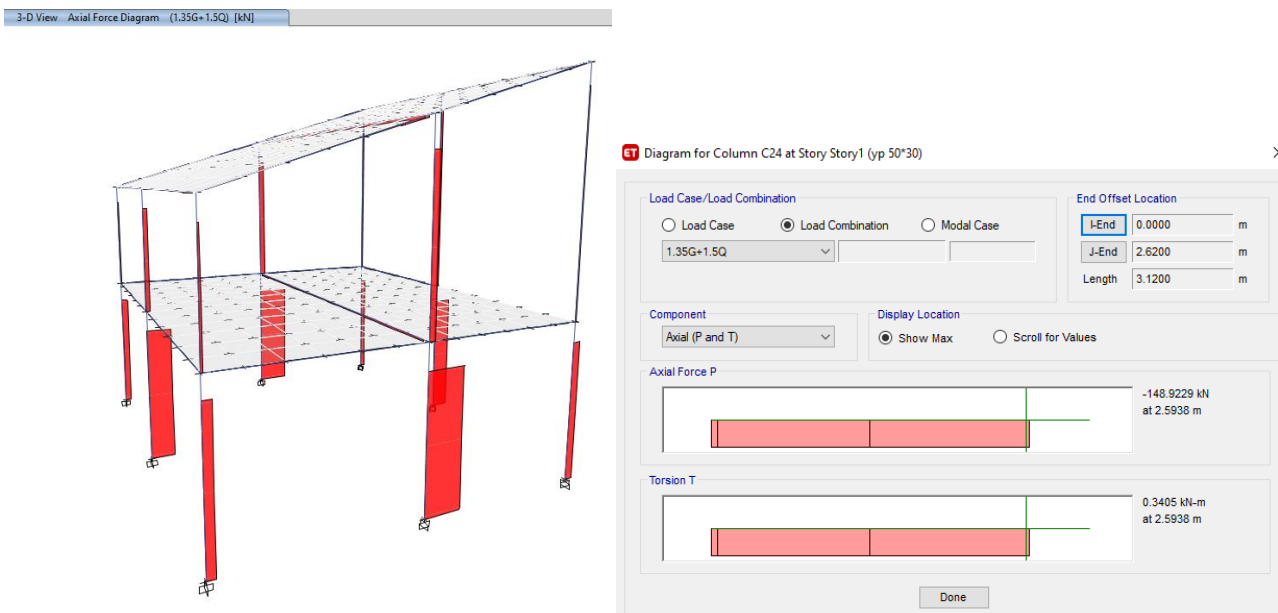 3-D View Axial Force Diagram (1.35G+1.5Q) [kN]
ET Diagram for Column C24 at Story Story1 (yp 50*30)
Load Case/Load Combination
Load Case Load Combination Modal Case
1.35G+1.5Q
End Offset Location
I-End 0.0000 m
J-End 2.6200 m
Length 3.1200 m
Component
Axial (P and T)
Display Location
Show Max Scroll for Values
Axial Force P
-148.9229 kN
at 2.5938 m
Torsion T
0.3405 kN-m
at 2.5938 m
Done